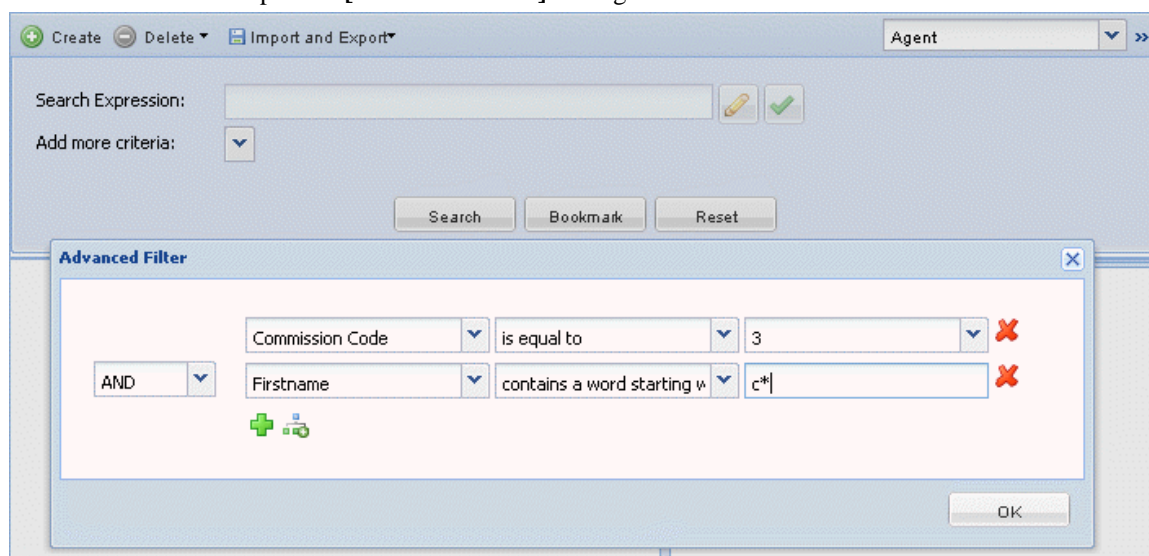 Create Delete Import and Export Agent
Search Expression:
Add more criteria:
Search Bookmark Reset
Advanced Filter
Commission Code is equal to 3
AND Firstname contains a word starting w c*
OK